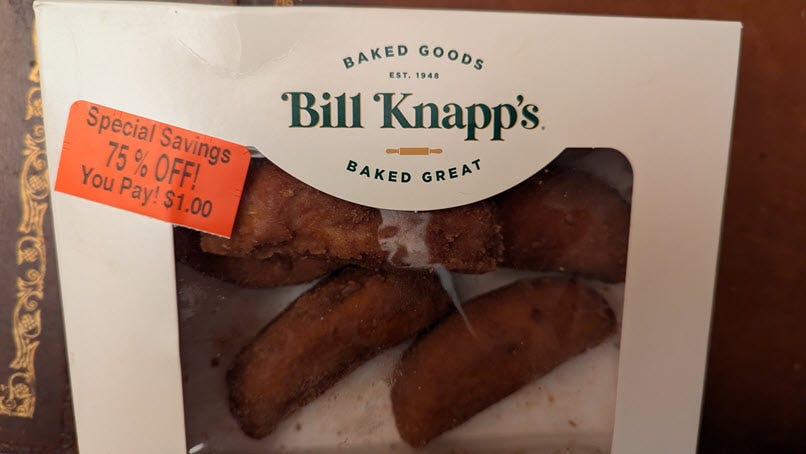 BAKED GOODS
EST. 1948
Bill Knapp's
BAKED GREAT
Special Savings
75% OFF!
You Pay! $1.00